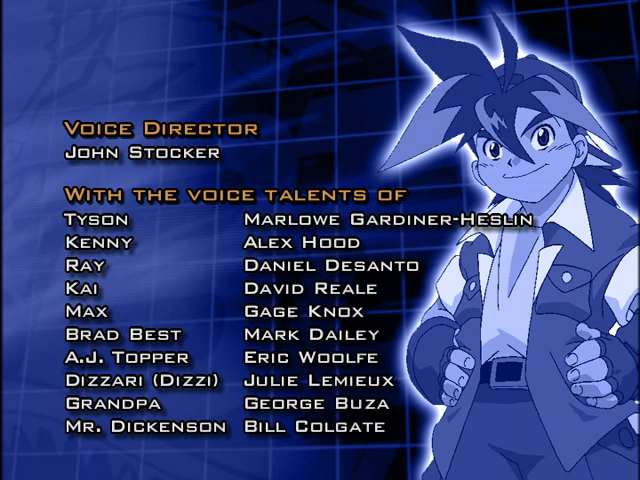 Voice Director
John Stocker
With the voice talents of
Tyson Marlowe Gardiner-Heslin
Kenny Alex Hood
Ray Daniel Desanto
Kai David Reale
Max Gage Knox
Brad Best Mark Dailey
A.J. Topper Eric Woolfe
Dizzari (Dizzi) Julie Lemieux
Grandpa George Buza
Mr. Dickenson Bill Colgate